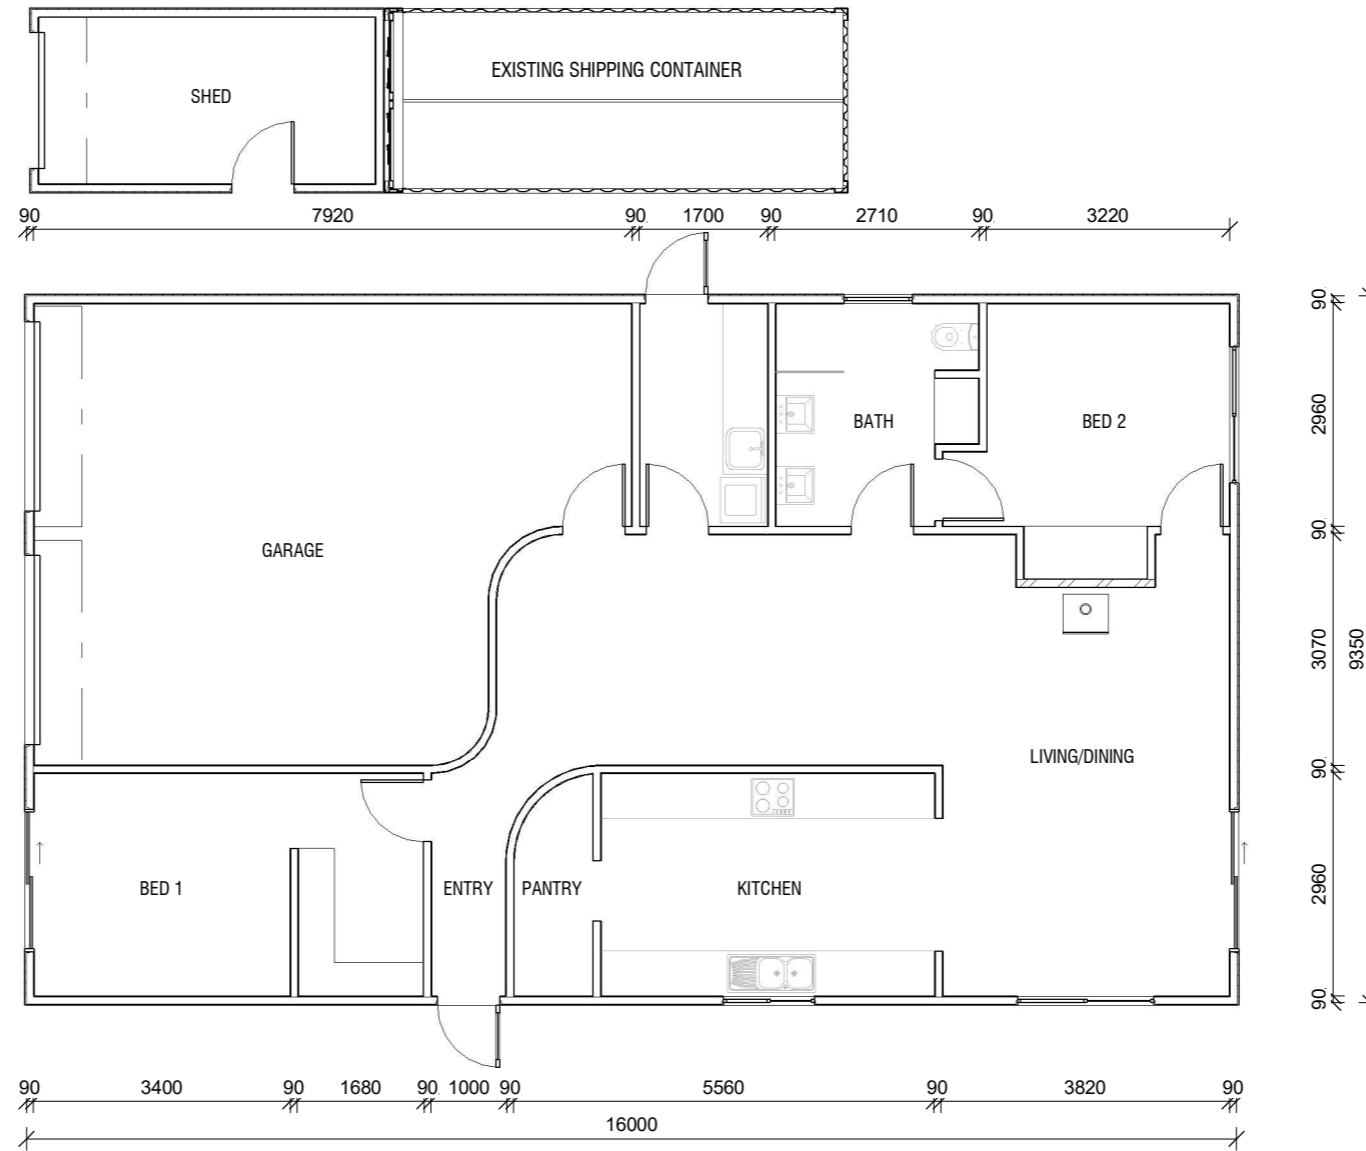 EXISTING SHIPPING CONTAINER
SHED
90 7920 90 1700 90 2710 90 3220
90
2960
BATH
BED 2
90
GARAGE
3070
9350
LIVING/DINING
90
2960
BED 1
ENTRY
PANTRY
KITCHEN
90
90 3400 90 1680 90 1000 90 5560 90 3820 90
16000